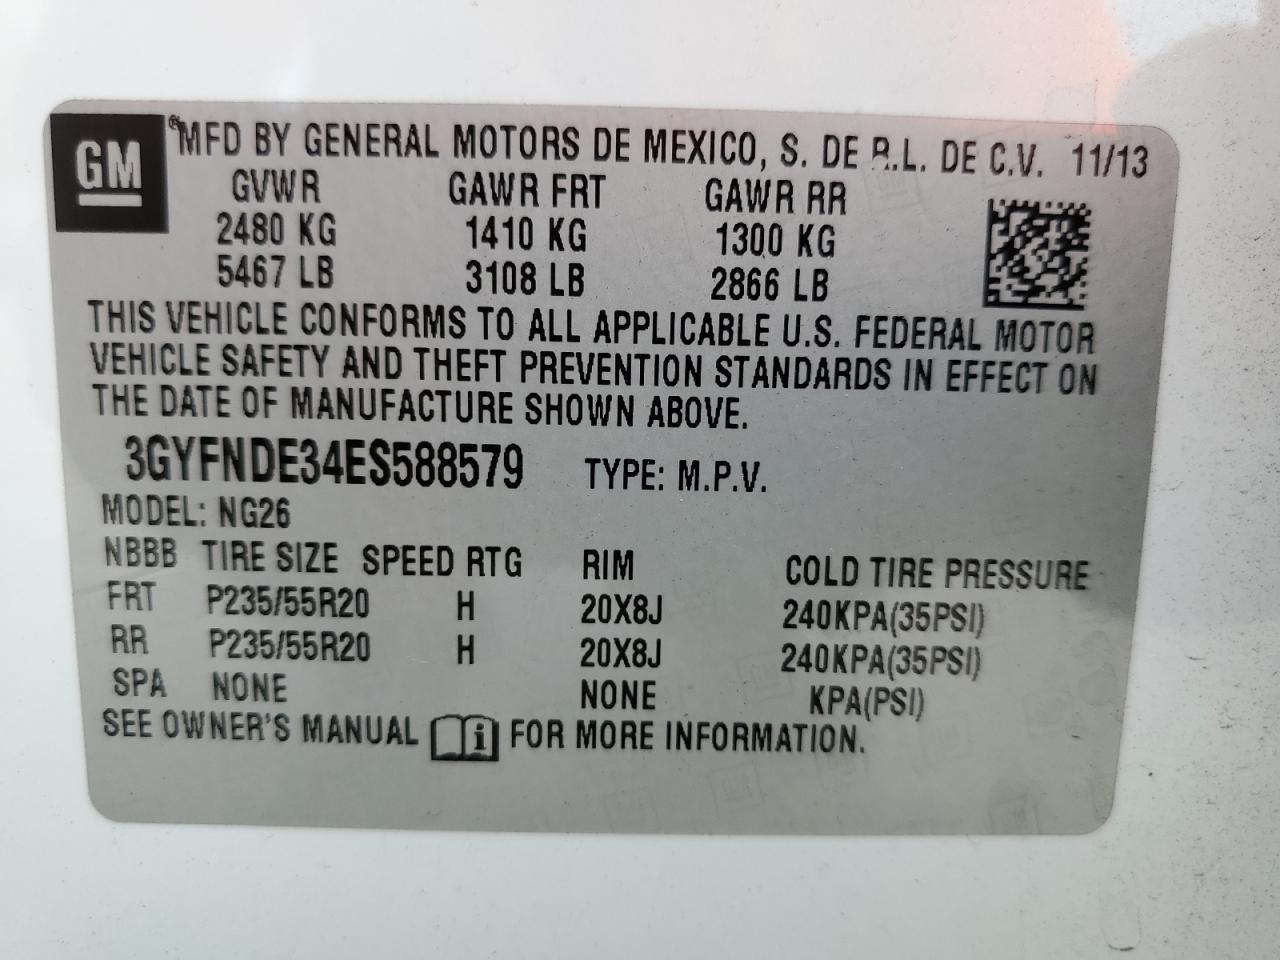 GM ® MFD BY GENERAL MOTORS DE MEXICO, S. DE R.L. DE C.V. 11/13
GVWR GAWR FRT GAWR RR
2480 KG 1410 KG 1300 KG
5467 LB 3108 LB 2866 LB
THIS VEHICLE CONFORMS TO ALL APPLICABLE U.S. FEDERAL MOTOR
VEHICLE SAFETY AND THEFT PREVENTION STANDARDS IN EFFECT ON
THE DATE OF MANUFACTURE SHOWN ABOVE.
3GYFNDE34ES588579 TYPE: M.P.V.
MODEL: NG26
NBBB TIRE SIZE SPEED RTG RIM COLD TIRE PRESSURE
FRT P235/55R20 H 20X8J 240KPA(35PSI)
RR P235/55R20 H 20X8J 240KPA(35PSI)
SPA NONE NONE KPA(PSI)
SEE OWNER'S MANUAL i FOR MORE INFORMATION.